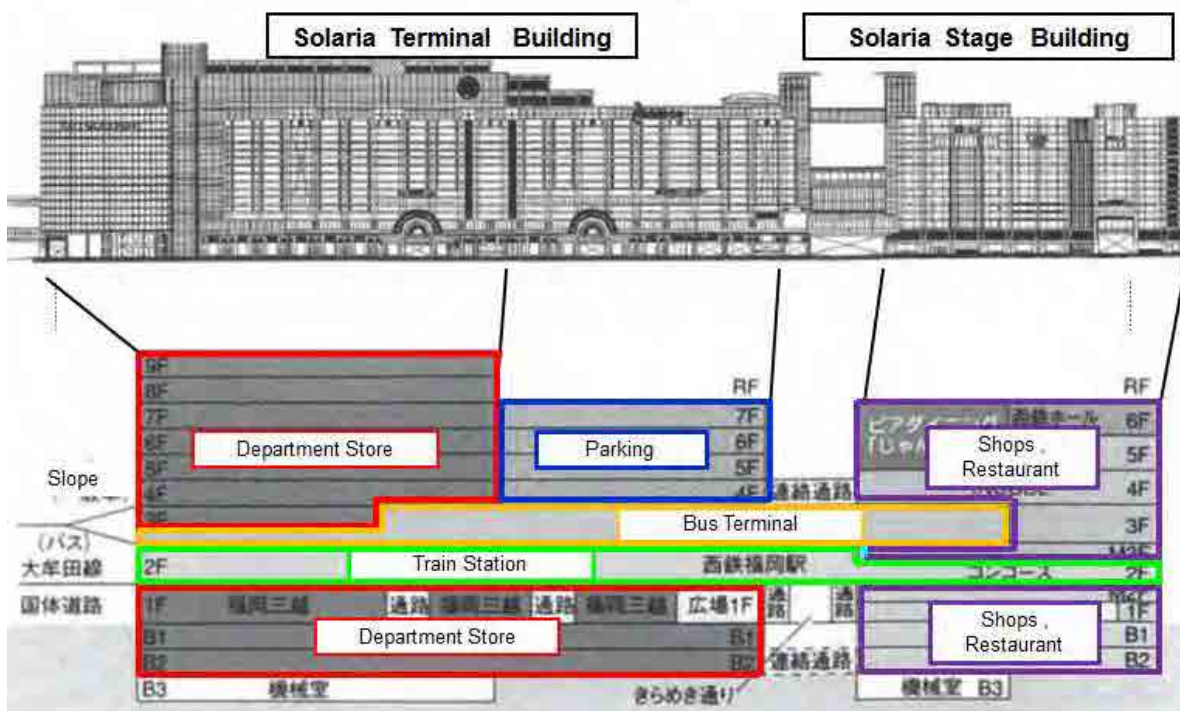 Solaria Terminal Building
Solaria Stage Building
9F
8F
RF
RF
7F
7F
西鉄ホール
6F
Department Store
6F
Parking
Shops ,
Restaurant
5F
5F
5F
Slope
4F
4F
連絡通路
4F
Bus Terminal
3F
(バス)
M2F
大牟田線
2F
Train Station
西鉄福岡駅
コンコース
2F
国体道路
1F
福岡三越
通路
福岡三越
通路
福岡三越
広場1F
通路
通路
1F
B1
Department Store
B1
Shops ,
Restaurant
B1
B2
B2
連絡通路
B2
B3
機械室
きらめき通り
機械室 B3